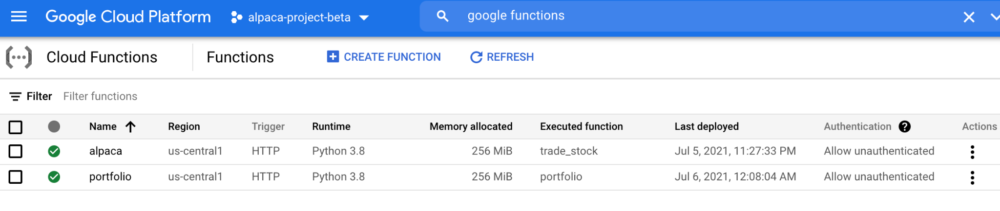 Google Cloud Platform alpaca-project-beta google functions
Cloud Functions Functions CREATE FUNCTION REFRESH
Filter Filter functions
Name Region Trigger Runtime Memory allocated Executed function Last deployed Authentication Actions
alpaca us-central1 HTTP Python 3.8 256 MiB trade_stock Jul 5, 2021, 11:27:33 PM Allow unauthenticated
portfolio us-central1 HTTP Python 3.8 256 MiB portfolio Jul 6, 2021, 12:08:04 AM Allow unauthenticated